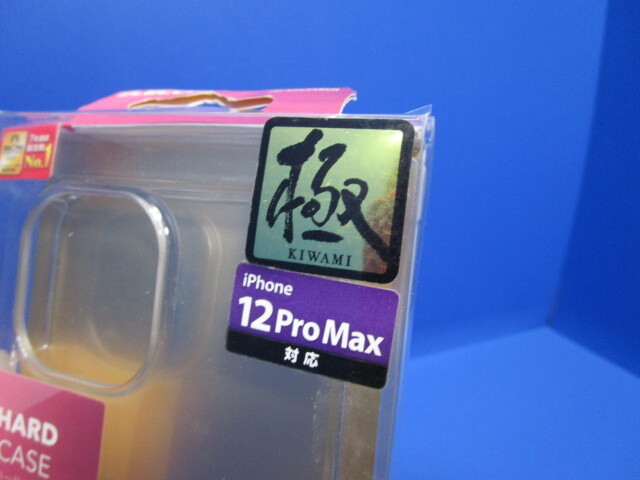 No.1
極
KIWAMI
iPhone
12 Pro Max
対応
HARD
CASE